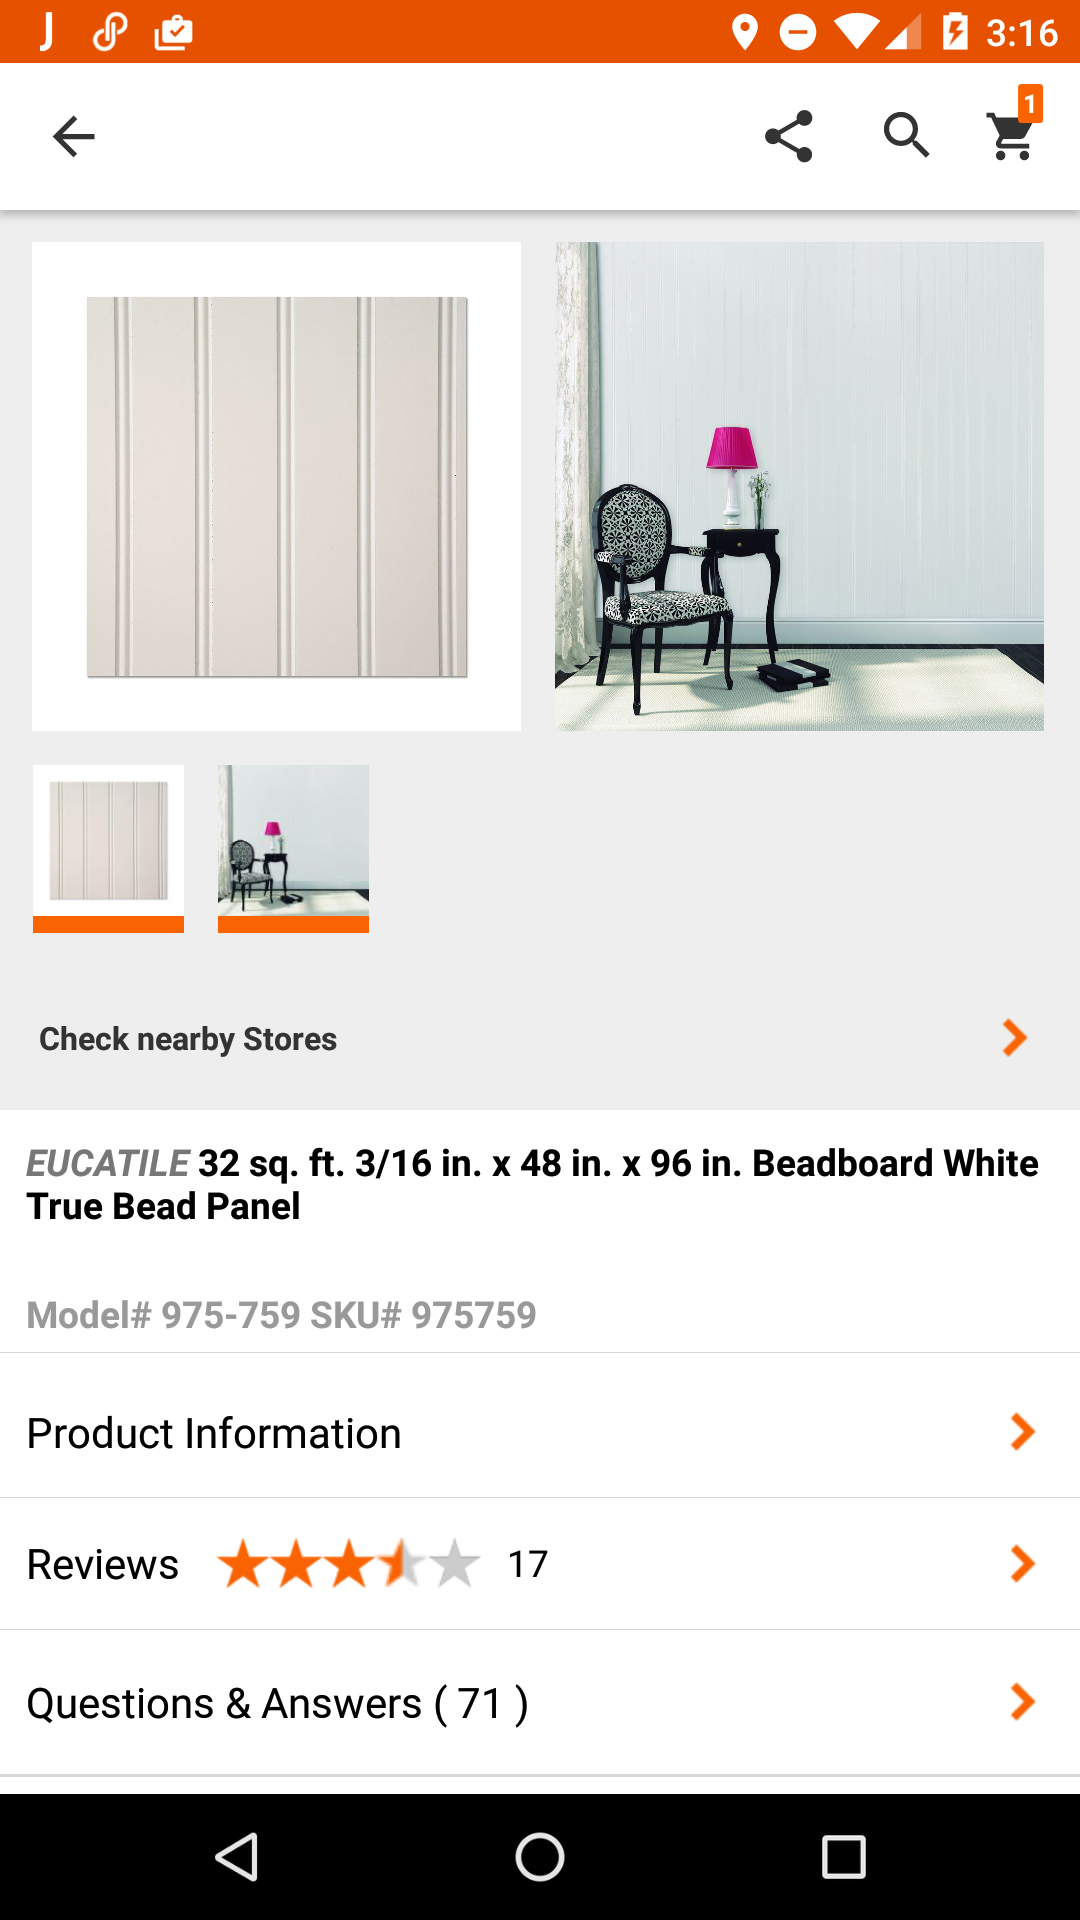 3:16
1
Check nearby Stores
EUCATILE 32 sq. ft. 3/16 in. x 48 in. x 96 in. Beadboard White
True Bead Panel
Model# 975-759 SKU# 975759
Product Information
Reviews 17
Questions & Answers ( 71 )